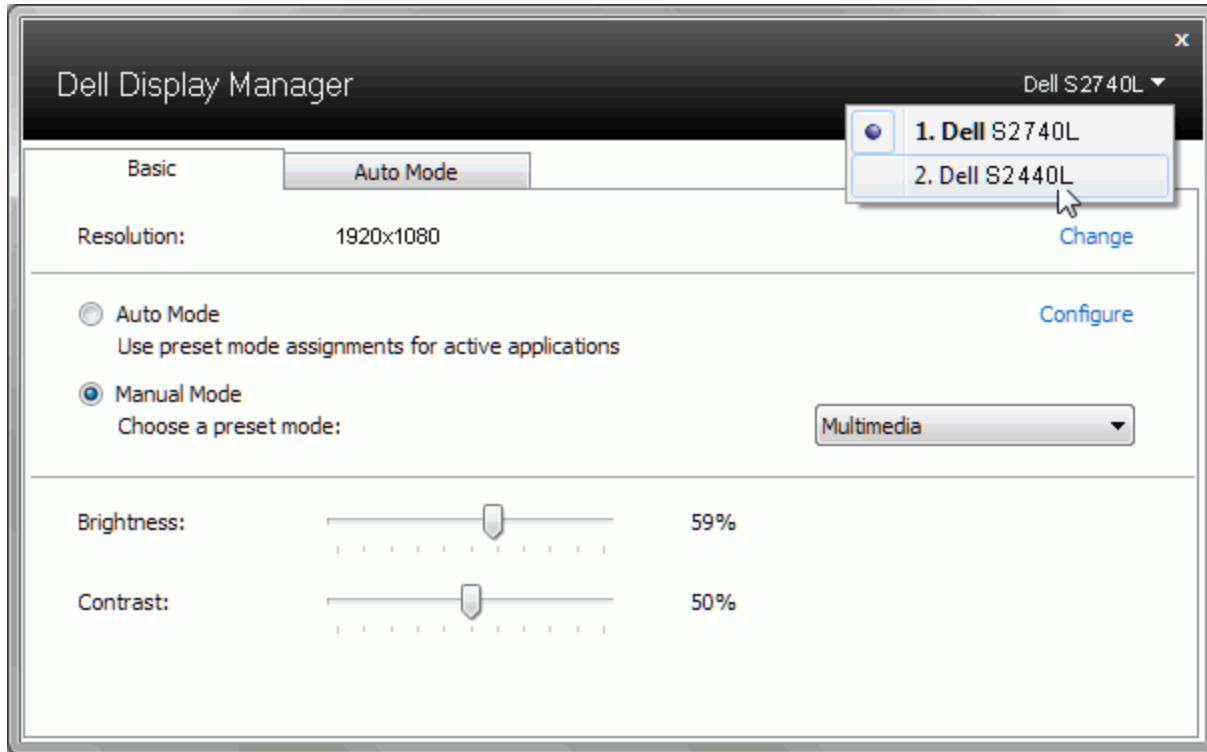 x
Dell Display Manager Dell S2740L
1. Dell S2740L
2. Dell S2440L
Basic Auto Mode
Resolution: 1920x1080 Change
Auto Mode Configure
Use preset mode assignments for active applications
Manual Mode
Choose a preset mode: Multimedia
Brightness: 59%
Contrast: 50%